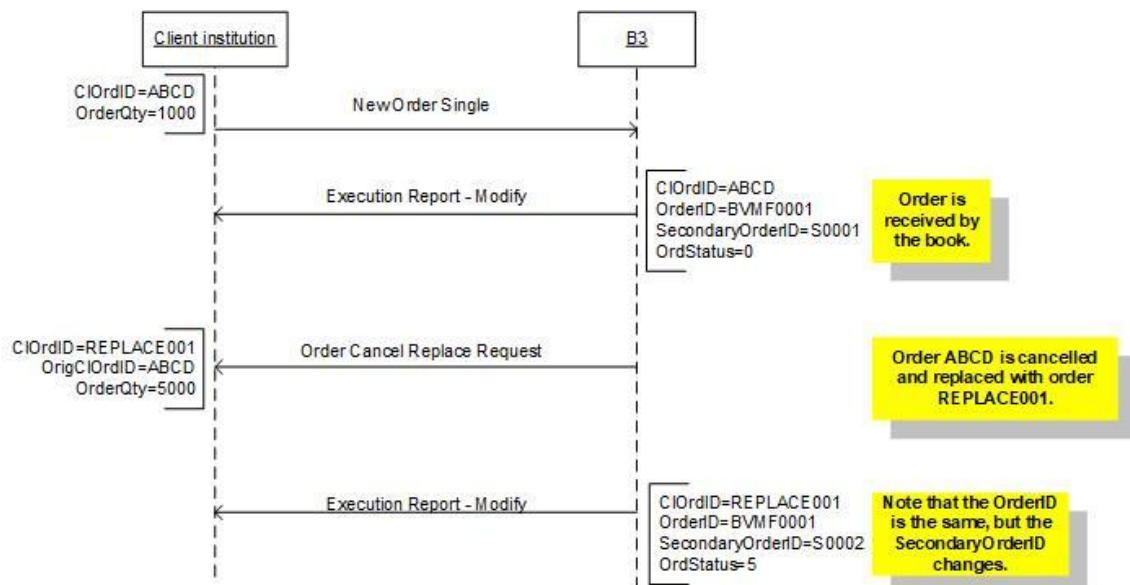 Client institution
B3
ClOrdID=ABCD
OrderQty=1000
New Order Single
Execution Report - Modify
ClOrdID=ABCD
OrderID=BVMF0001
SecondaryOrderID=S0001
OrdStatus=0
Order is
received by
the book.
ClOrdID=REPLACE001
OrigClOrdID=ABCD
OrderQty=5000
Order Cancel Replace Request
Order ABCD is cancelled
and replaced with order
REPLACE001.
Execution Report - Modify
ClOrdID=REPLACE001
OrderID=BVMF0001
SecondaryOrderID=S0002
OrdStatus=5
Note that the OrderID
is the same, but the
SecondaryOrderID
changes.